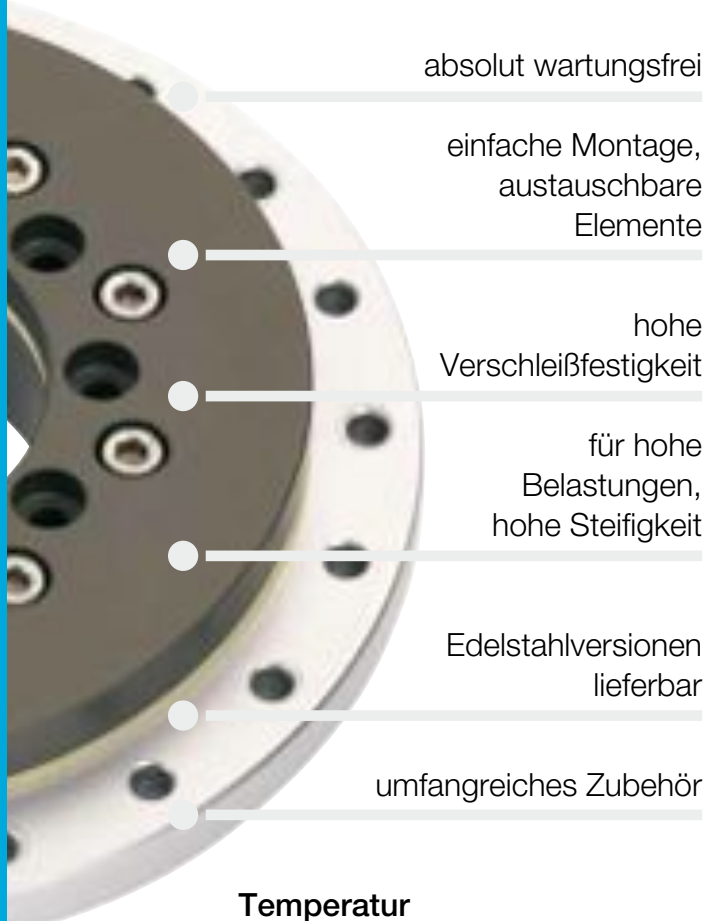 absolut wartungsfrei
einfache Montage,
austauschbare
Elemente
hohe
Verschleißfestigkeit
für hohe
Belastungen,
hohe Steifigkeit
Edelstahlversionen
lieferbar
umfangreiches Zubehör
Temperatur